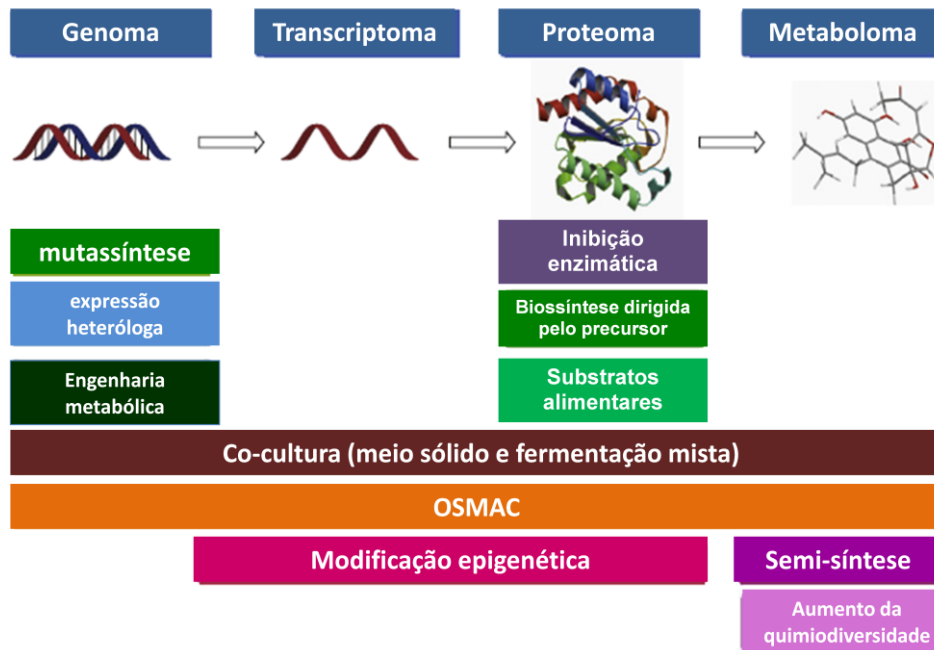 Genoma
Transcriptoma
Proteoma
Metaboloma
mutassíntese
expressão
heteróloga
Engenharia
metabólica
Inibição
enzimática
Biossíntese dirigida
pelo precursor
Substratos
alimentares
Co-cultura (meio sólido e fermentação mista)
OSMAC
Modificação epigenética
Semi-síntese
Aumento da
quimiodiversidade